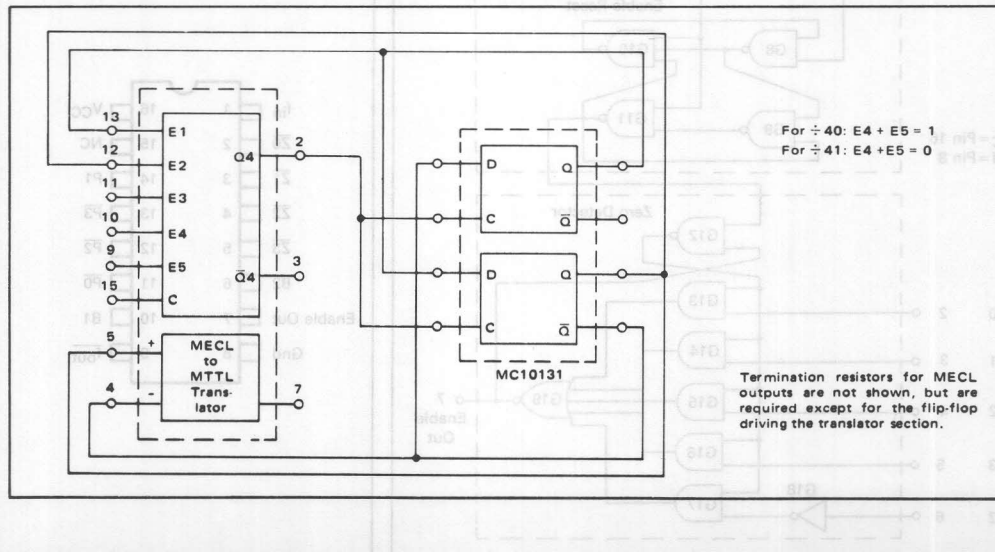 13
E1
12
E2
11
E3
10
E4
9
E5
15
C
Q4
2
Q̄4
3
5
+
4
-
MECL
to
MTTL
Trans-
lator
7
D
Q
C
Q̄
D
Q
C
Q̄
MC10131
For ÷40: E4 + E5 = 1
For ÷41: E4 +E5 = 0
Termination resistors for MECL
outputs are not shown, but are
required except for the flip-flop
driving the translator section.